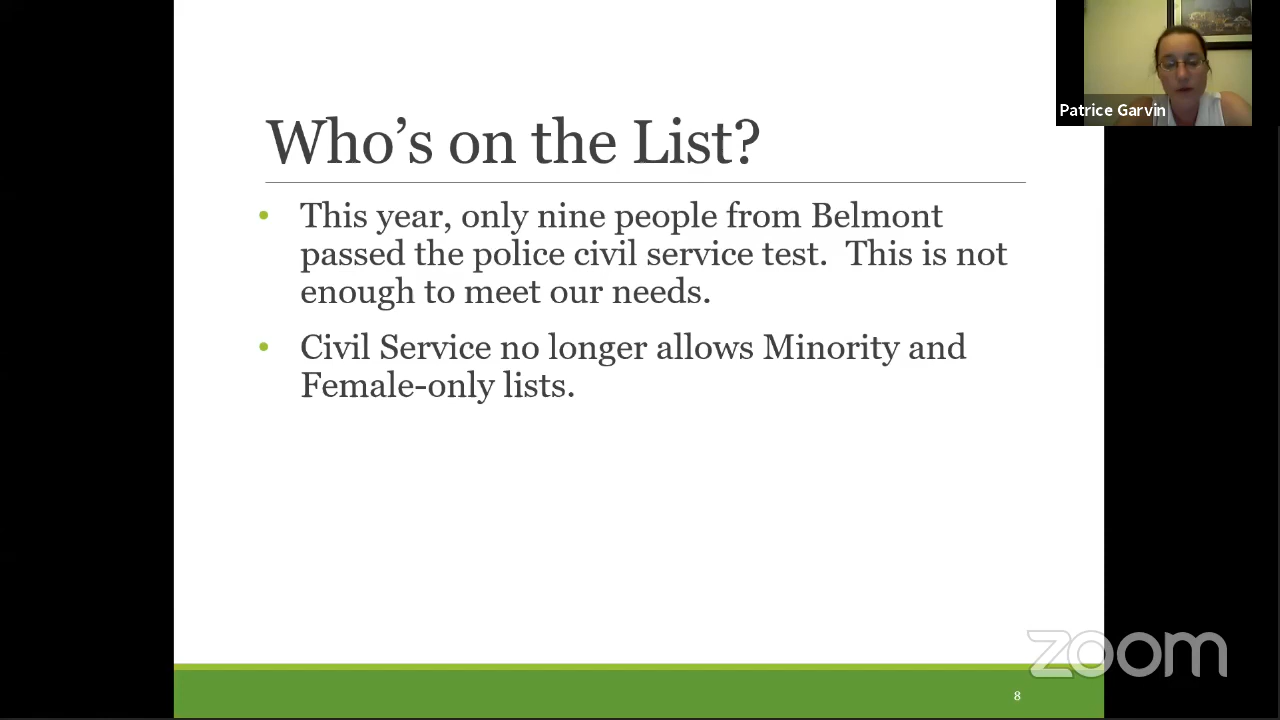 Patrice Garvin
Who's on the List?
• This year, only nine people from Belmont
passed the police civil service test.  This is not
enough to meet our needs.
• Civil Service no longer allows Minority and
Female-only lists.
zoom
8